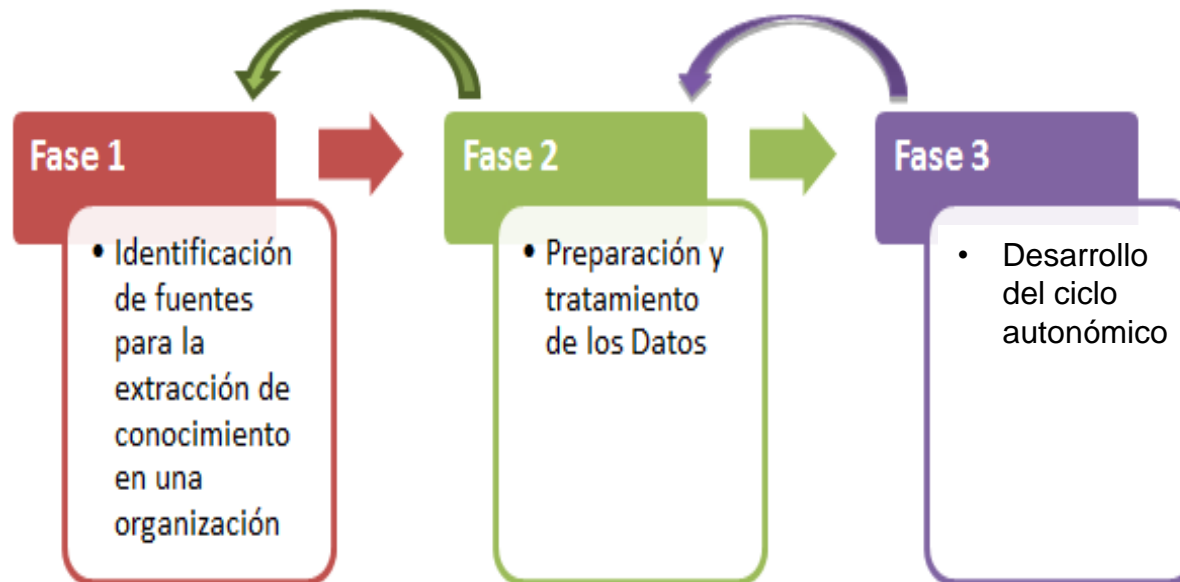 Fase 1
• Identificación
de fuentes
para la
extracción de
conocimiento
en una
organización
Fase 2
• Preparación y
tratamiento
de los Datos
Fase 3
• Desarrollo
del ciclo
autonómico